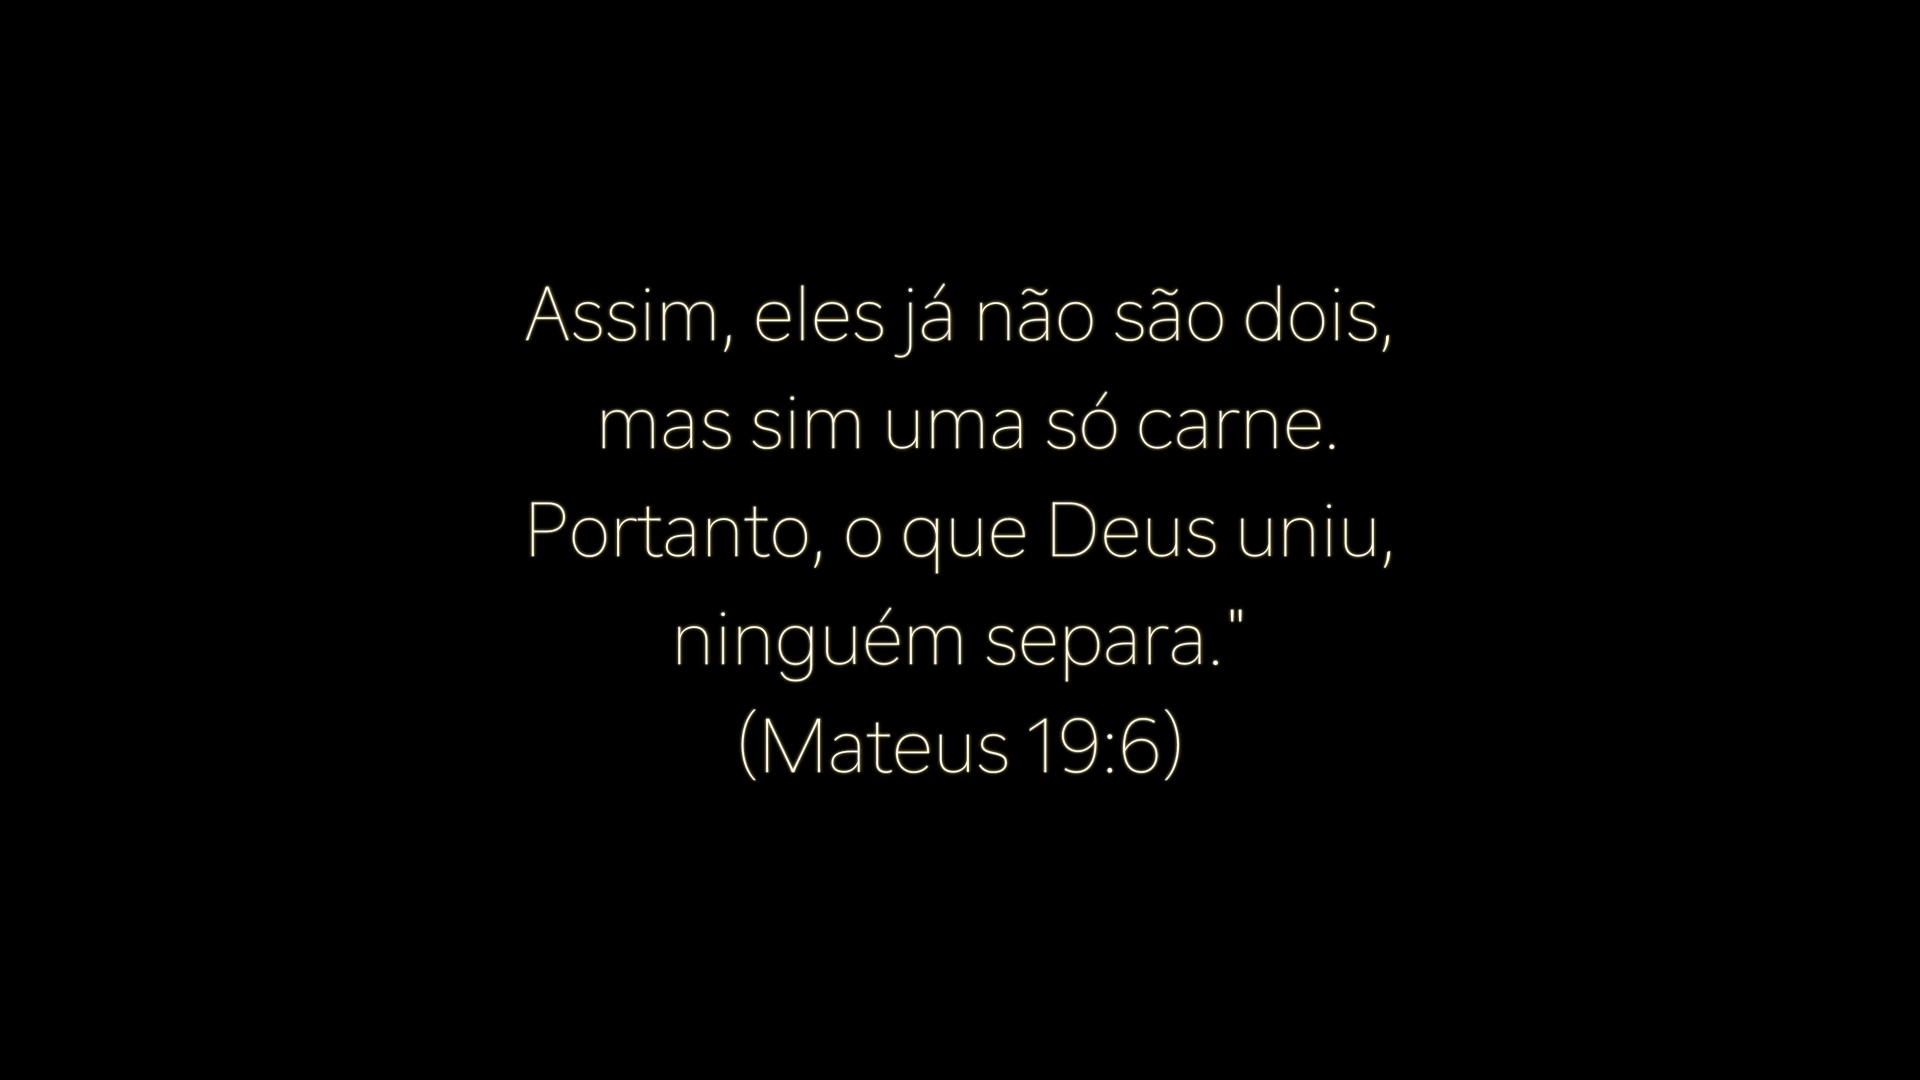 Assim, eles já não são dois,
mas sim uma só carne.
Portanto, o que Deus uniu,
ninguém separa."
(Mateus 19:6)